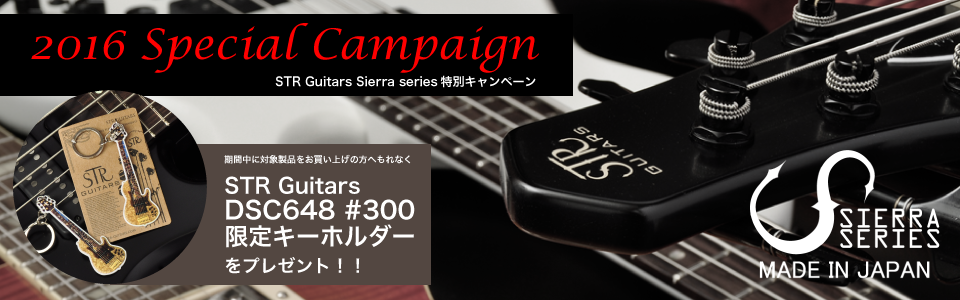 2016 Special Campaign
STR Guitars Sierra series 特別キャンペーン
STR
GUITARS
期間中に対象製品をお買い上げの方へもれなく
STR Guitars
DSC648 #300
限定キーホルダー
をプレゼント！！
STR
GUITARS
SIERRA
SERIES
MADE IN JAPAN